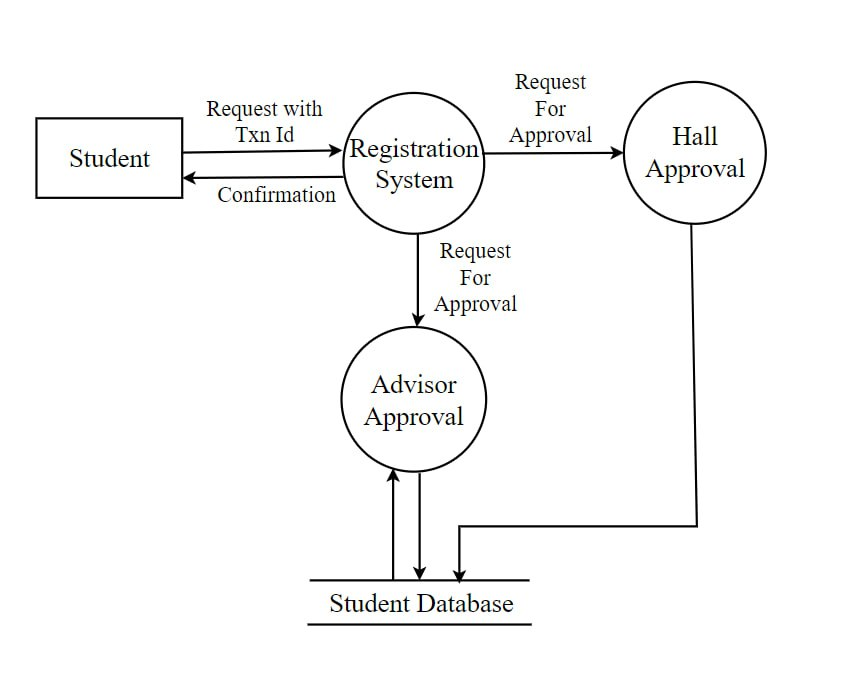 Student
Request with
Txn Id
Confirmation
Registration
System
Request
For
Approval
Hall
Approval
Request
For
Approval
Advisor
Approval
Student Database